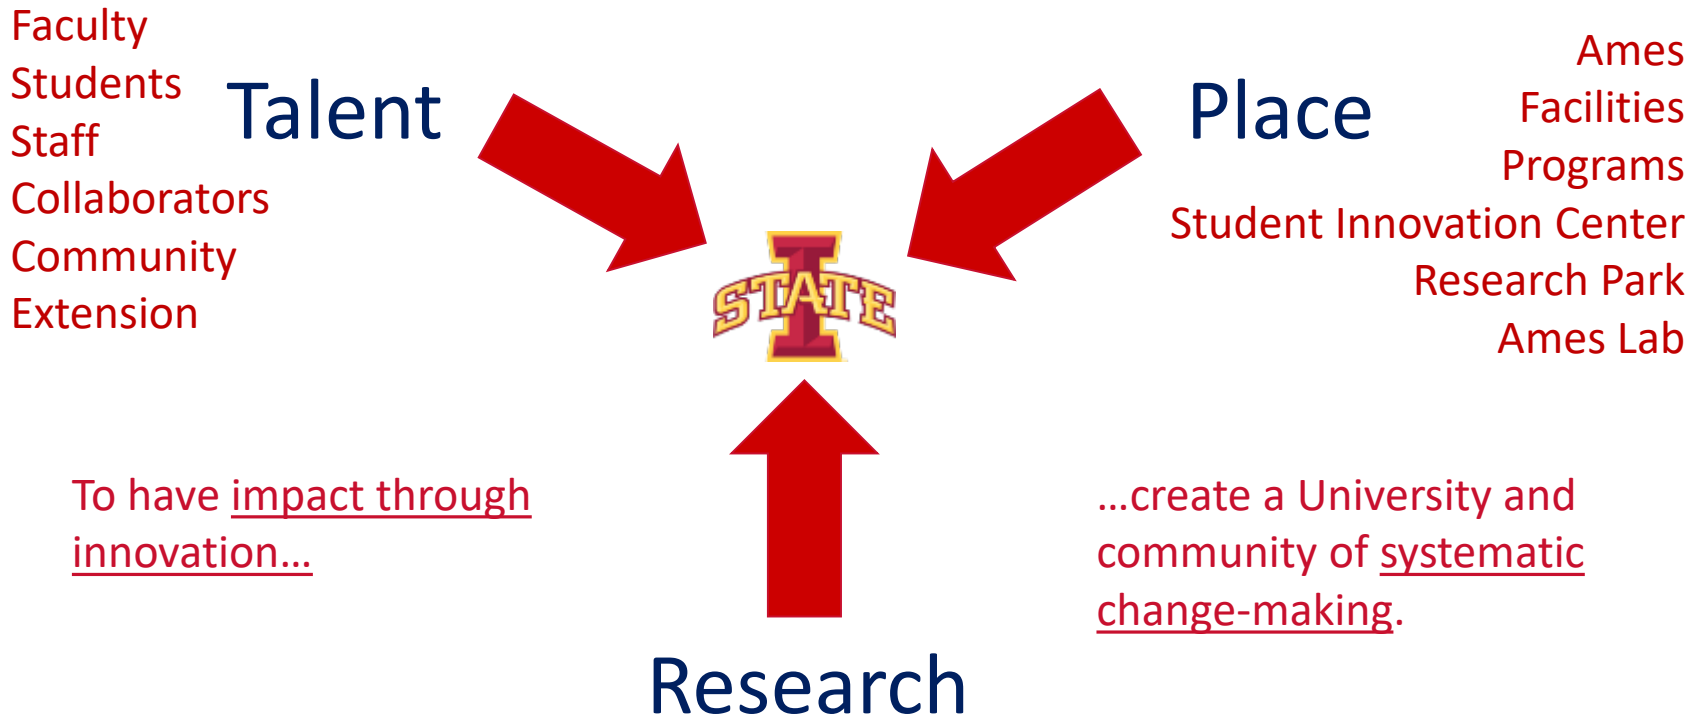 Faculty
Students
Staff
Collaborators
Community
Extension
Talent
Place
Ames
Facilities
Programs
Student Innovation Center
Research Park
Ames Lab
I
STATE
To have impact through
innovation…
…create a University and
community of systematic
change-making.
Research